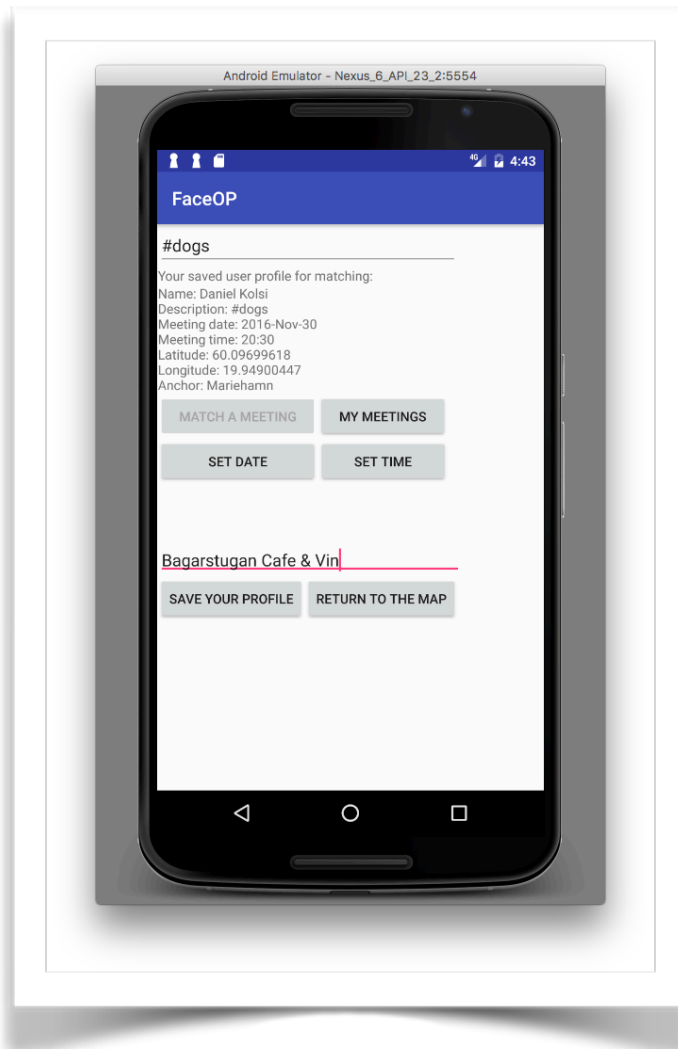 Android Emulator - Nexus_6_API_23_2:5554
4G 4:43
FaceOP
#dogs
Your saved user profile for matching:
Name: Daniel Kolsi
Description: #dogs
Meeting date: 2016-Nov-30
Meeting time: 20:30
Latitude: 60.09699618
Longitude: 19.94900447
Anchor: Mariehamn
MATCH A MEETING MY MEETINGS
SET DATE SET TIME
Bagarstugan Cafe & Vin
SAVE YOUR PROFILE RETURN TO THE MAP